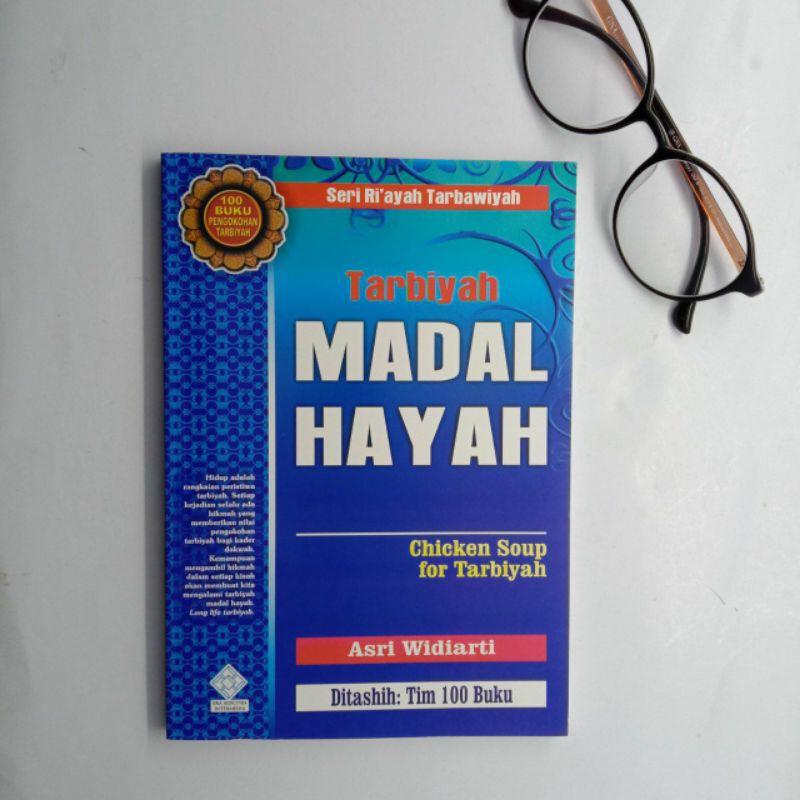 Seri Ri'ayah Tarbawiyah
100
BUKU
PENGOKOHAN
TARBIYAH
Tarbiyah
MADAL
HAYAH
Hidup adalah
rangkaian peristiwa
tarbiyah. Setiap
kejadian selalu ada
hikmah yang
memberikan nilai
pengokohan
tarbiyah bagi kader
dakwah.
Kemampuan
mengambil hikmah
dalam setiap kisah
akan membuat kita
mengalami tarbiyah
madal hayah.
Long life tarbiyah.
Chicken Soup
for Tarbiyah
Asri Widiarti
Ditashih: Tim 100 Buku